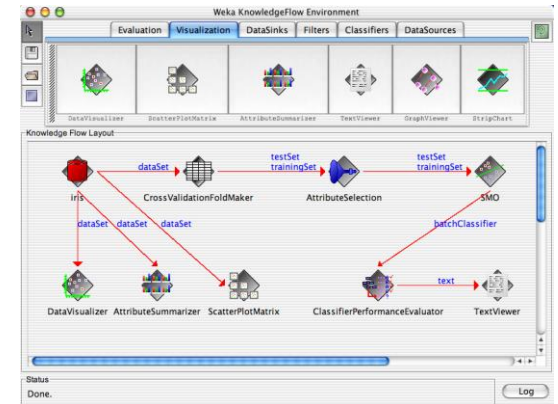 Weka KnowledgeFlow Environment
Evaluation Visualization DataSinks Filters Classifiers DataSources
DataVisualizer ScatterPlotMatrix AttributeSummarizer TextViewer GraphViewer StripChart
Knowledge Flow Layout
testSet testSet
dataSet trainingSet trainingSet
iris CrossValidationFoldMaker AttributeSelection SMO
dataSet dataSet dataSet batchClassifier
text
DataVisualizer AttributeSummarizer ScatterPlotMatrix ClassifierPerformanceEvaluator TextViewer
Status
Done. Log